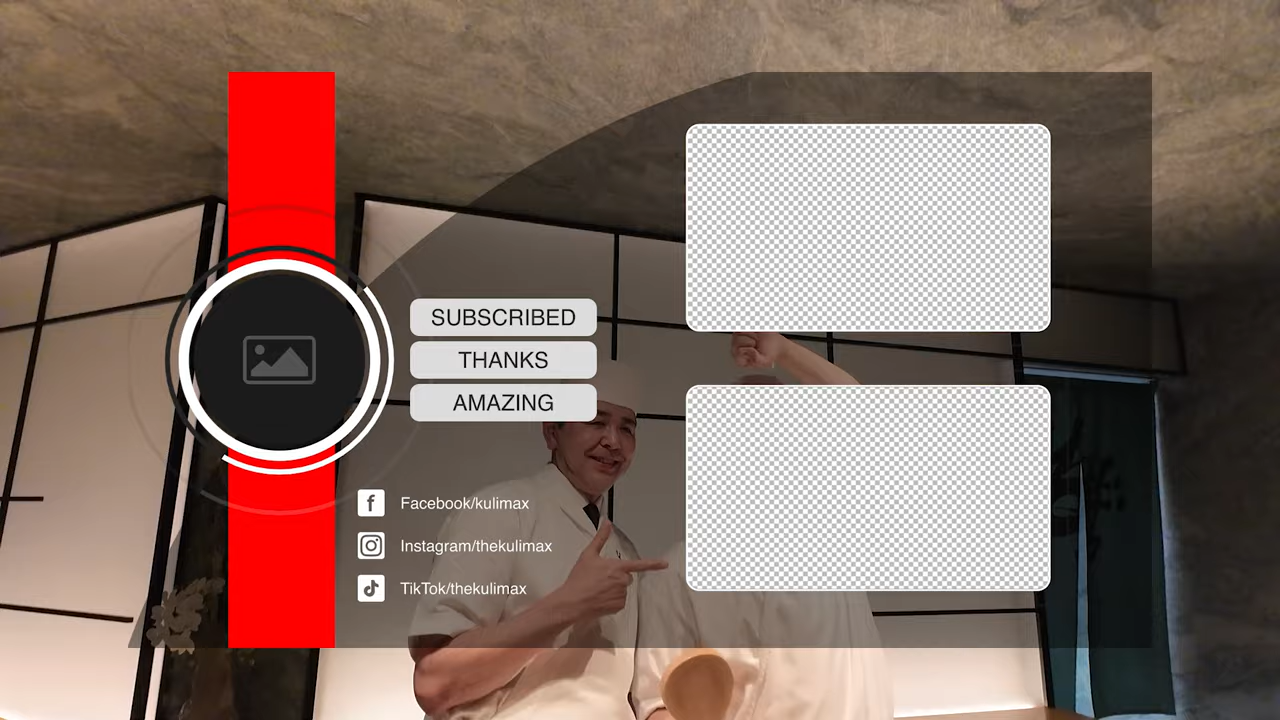 SUBSCRIBED
THANKS
AMAZING
Facebook/kulimax
Instagram/thekulimax
TikTok/thekulimax